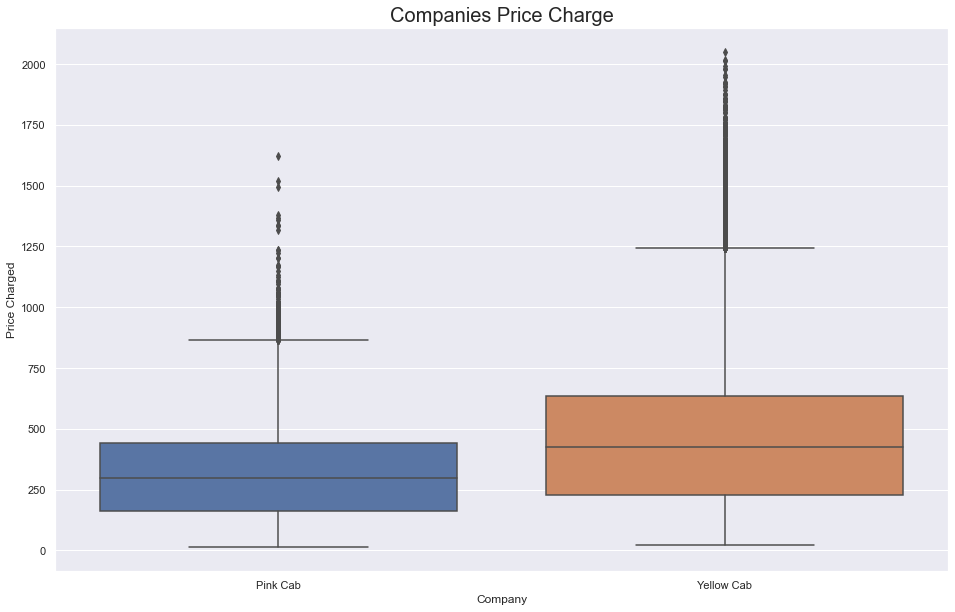 Companies Price Charge
2000
1750
1500
1250
1000
750
500
250
0
Price Charged
Pink Cab
Yellow Cab
Company